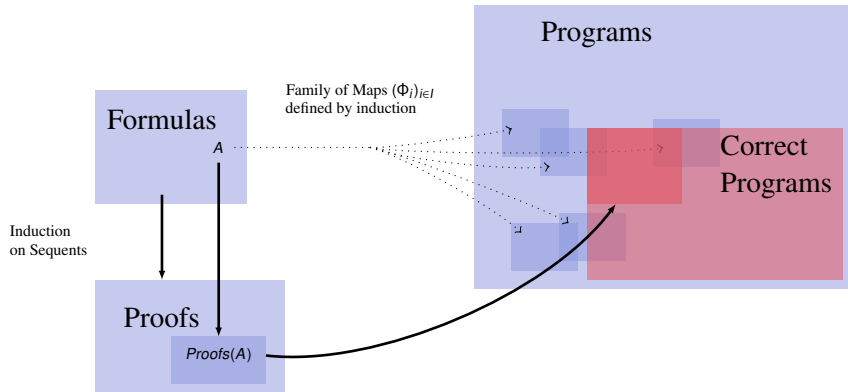 Programs
Family of Maps (Φi)i∈I
defined by induction
Formulas
A
Correct
Programs
Induction
on Sequents
Proofs
Proofs(A)